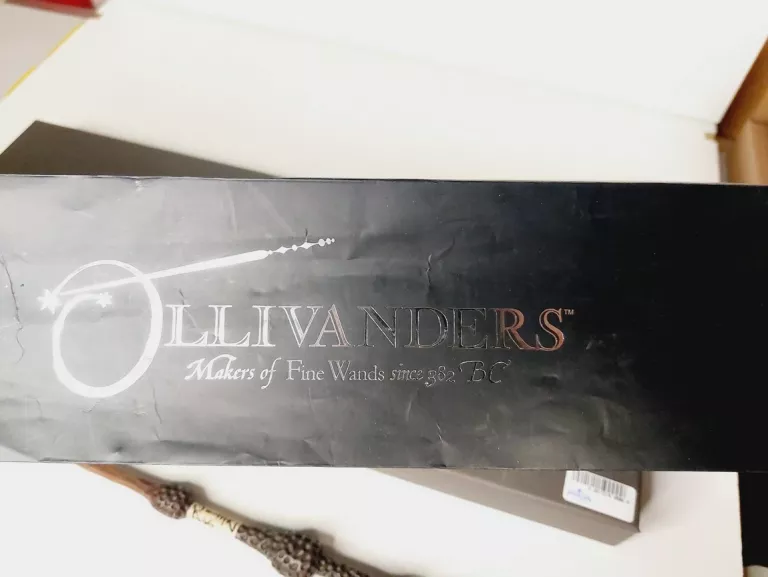 OLLIVANDERS™
Makers of Fine Wands since 382 BC